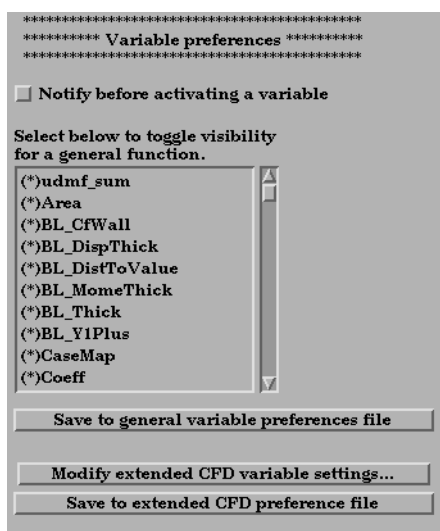 ********************************************
********** Variable preferences **********
********************************************
Notify before activating a variable
Select below to toggle visibility
for a general function.
(*)udmf_sum
(*)Area
(*)BL_CfWall
(*)BL_DispThick
(*)BL_DistToValue
(*)BL_MomeThick
(*)BL_Thick
(*)BL_Y1Plus
(*)CaseMap
(*)Coeff
Save to general variable preferences file
Modify extended CFD variable settings...
Save to extended CFD preference file